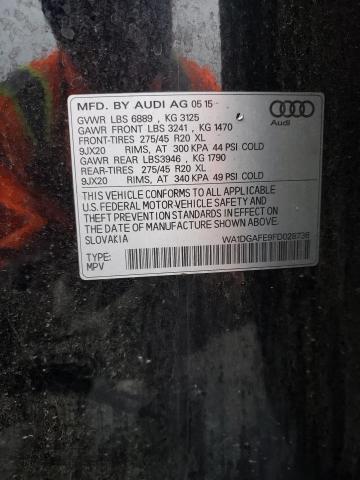 MFD. BY AUDI AG 05 15
GVWR LBS 6889 , KG 3125
GAWR FRONT LBS 3241 , KG 1470
FRONT-TIRES 275/45 R20 XL
9JX20 RIMS, AT 300 KPA 44 PSI COLD
GAWR REAR LBS3946 , KG 1790
REAR-TIRES 275/45 R20 XL
9JX20 RIMS, AT 340 KPA 49 PSI COLD
Audi
THIS VEHICLE CONFORMS TO ALL APPLICABLE
U.S. FEDERAL MOTOR-VEHICLE SAFETY AND
THEFT PREVENTION STANDARDS IN EFFECT ON
THE DATE OF MANUFACTURE SHOWN ABOVE.
SLOVAKIA
WA1DGAFE9FD028736
TYPE:
MPV